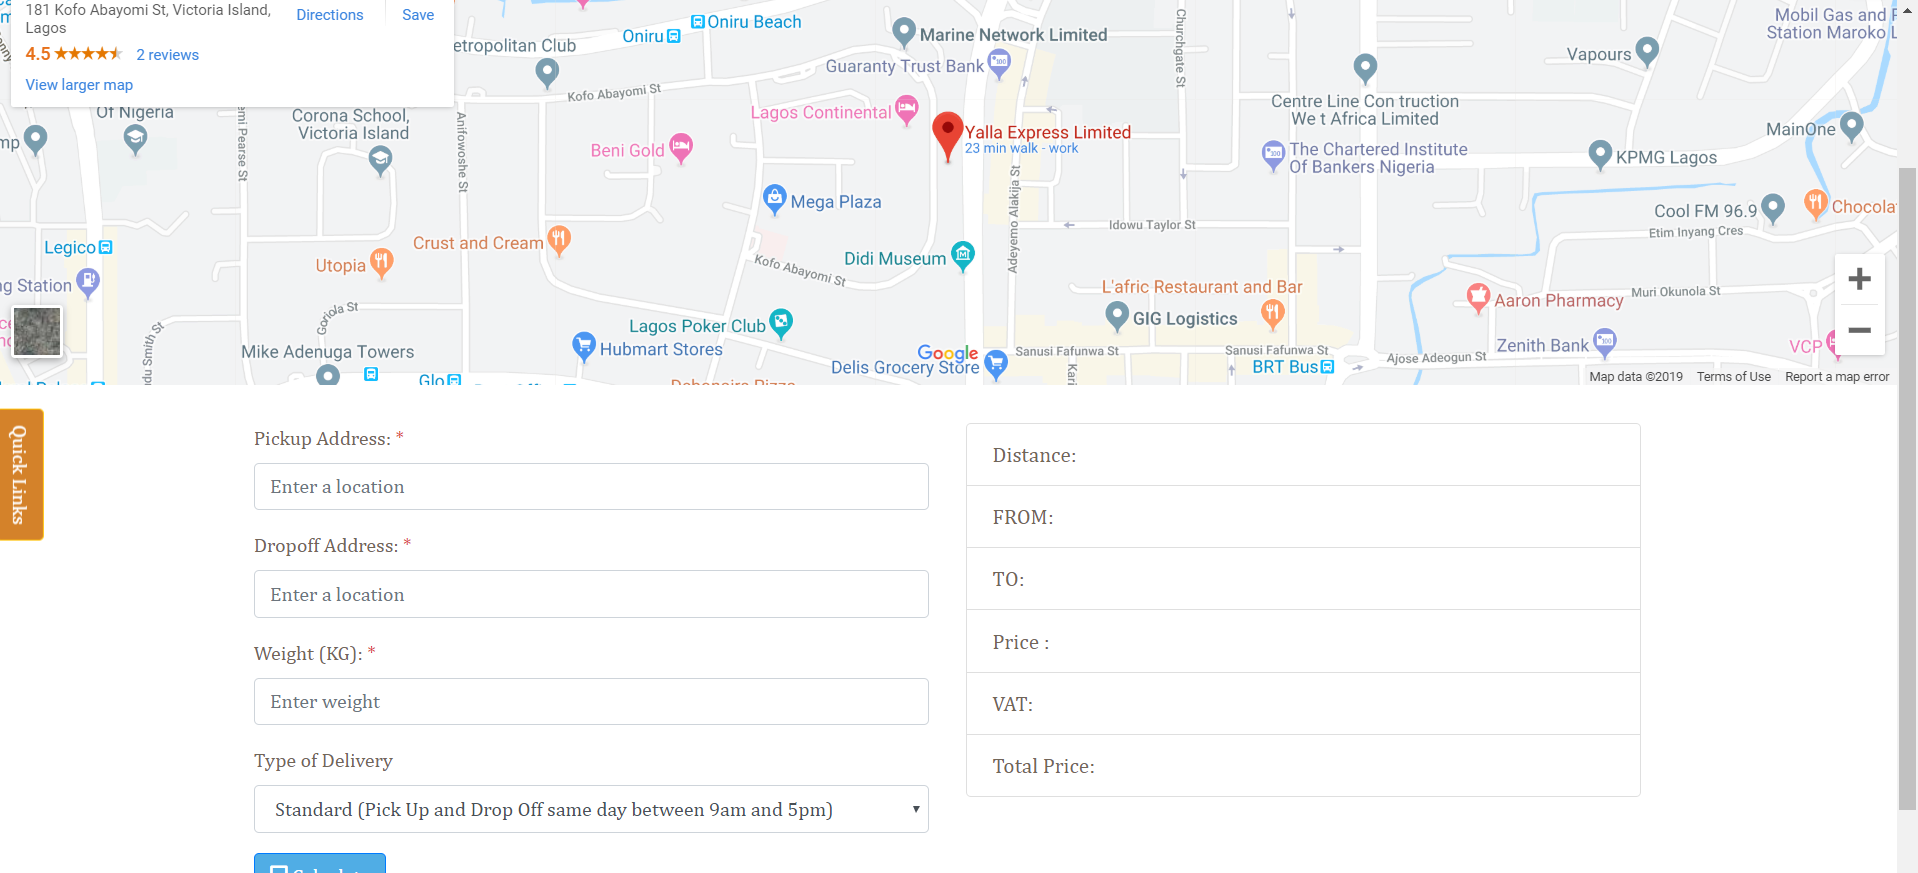 181 Kofo Abayomi St, Victoria Island,
Lagos
Directions
Save
4.5
2 reviews
View larger map
Oniru Beach
Oniru
etropolitan Club
Marine Network Limited
Guaranty Trust Bank
Churchgate St
Mobil Gas and F
Station Maroko L
Vapours
Kofo Abayomi St
Of Nigeria
Corona School,
Victoria Island
Lagos Continental
Centre Line Con truction
We t Africa Limited
emi Pearse St
Anifowoshe St
Yalla Express Limited
23 min walk - work
MainOne
mp
Beni Gold
The Chartered Institute
Of Bankers Nigeria
KPMG Lagos
Mega Plaza
Adeyemo Alakija St
Cool FM 96.9
Chocola
Idowu Taylor St
Etim Inyang Cres
Legico
Crust and Cream
Utopia
Didi Museum
Kofo Abayomi St
ng Station
L'afric Restaurant and Bar
Aaron Pharmacy
Muri Okunola St
Goriola St
GIG Logistics
Lagos Poker Club
du Smith St
Mike Adenuga Towers
Hubmart Stores
Google
Sanusi Fafunwa St
Sanusi Fafunwa St
Zenith Bank
VCP
Ajose Adeogun St
Delis Grocery Store
BRT Bus
Kari
Glo
Map data ©2019
Terms of Use
Report a map error
Quick Links
Pickup Address: *
Enter a location
Dropoff Address: *
Enter a location
Weight (KG): *
Enter weight
Type of Delivery
Standard (Pick Up and Drop Off same day between 9am and 5pm)
Distance:
FROM:
TO:
Price :
VAT:
Total Price: